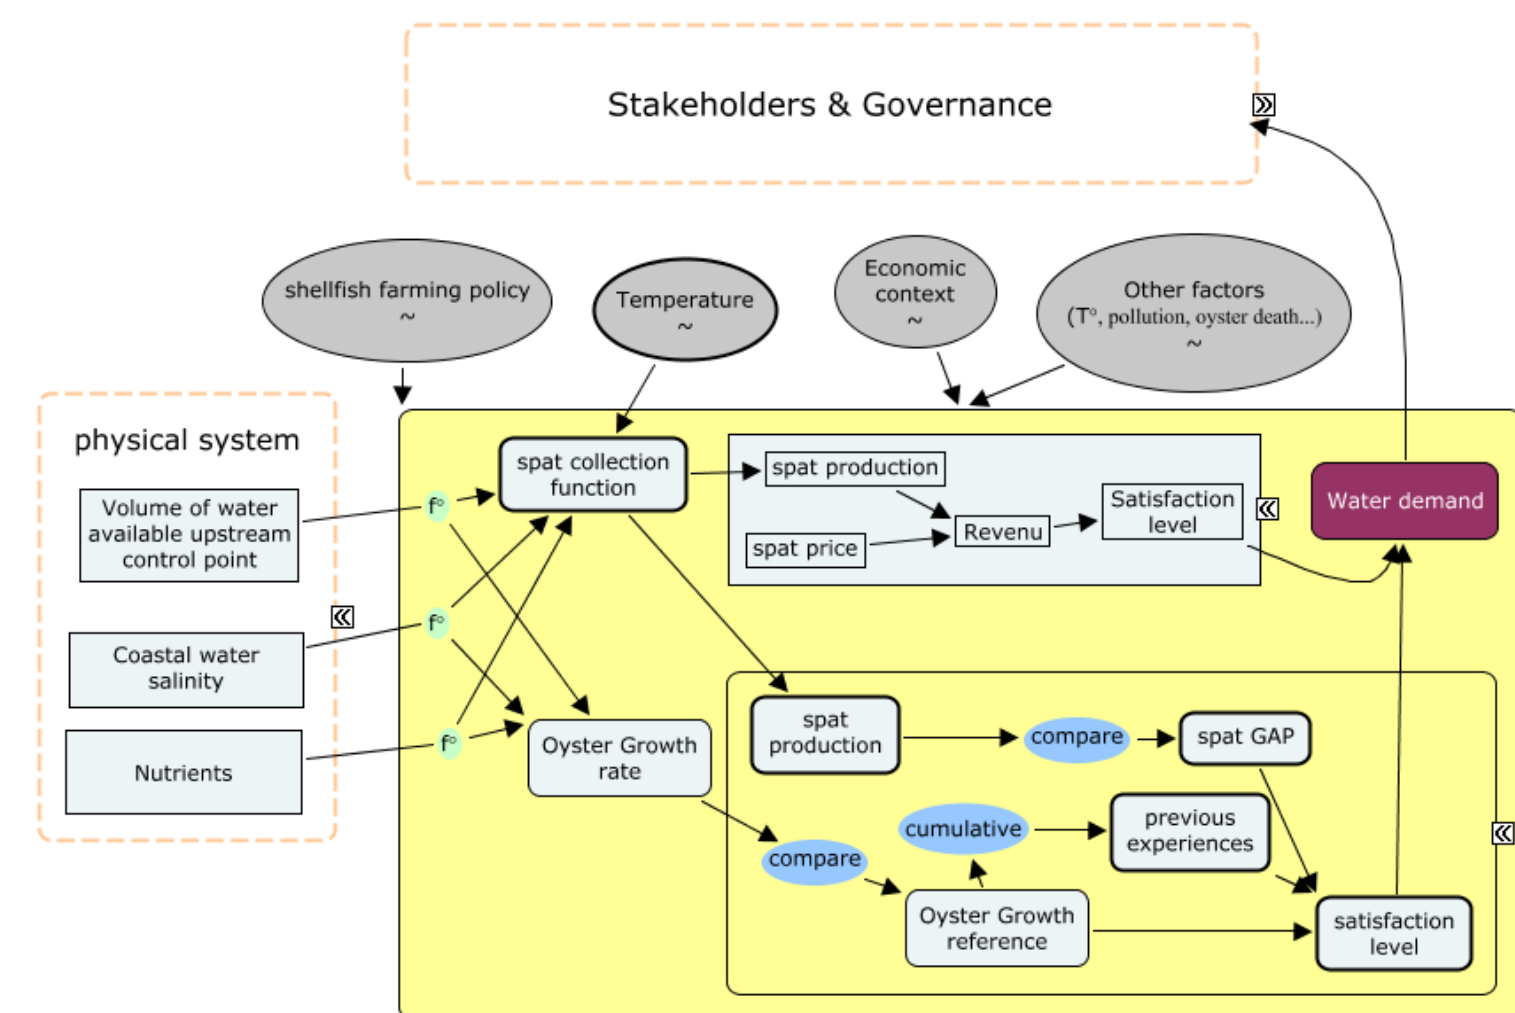 Stakeholders & Governance
shellfish farming policy
~
Temperature
~
Economic
context
~
Other factors
(T°, pollution, oyster death...)
~
physical system
Volume of water
available upstream
control point
Coastal water
salinity
Nutrients
f°
f°
f°
spat collection
function
Oyster Growth
rate
spat production
spat price
Revenu
Satisfaction
level
Water demand
spat
production
compare
spat GAP
cumulative
previous
experiences
compare
Oyster Growth
reference
satisfaction
level